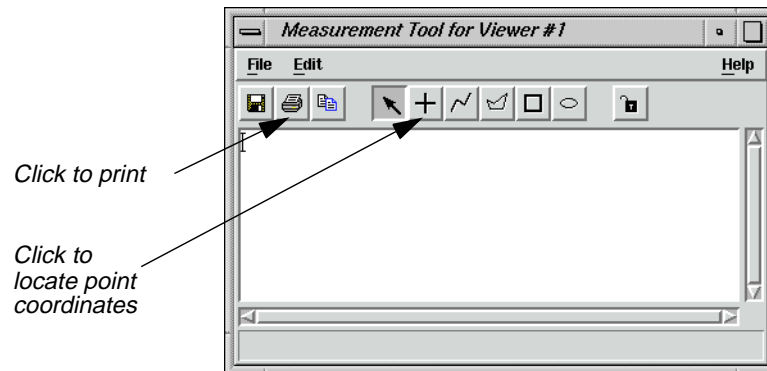 Measurement Tool for Viewer #1
File Edit Help
Click to print
Click to
locate point
coordinates